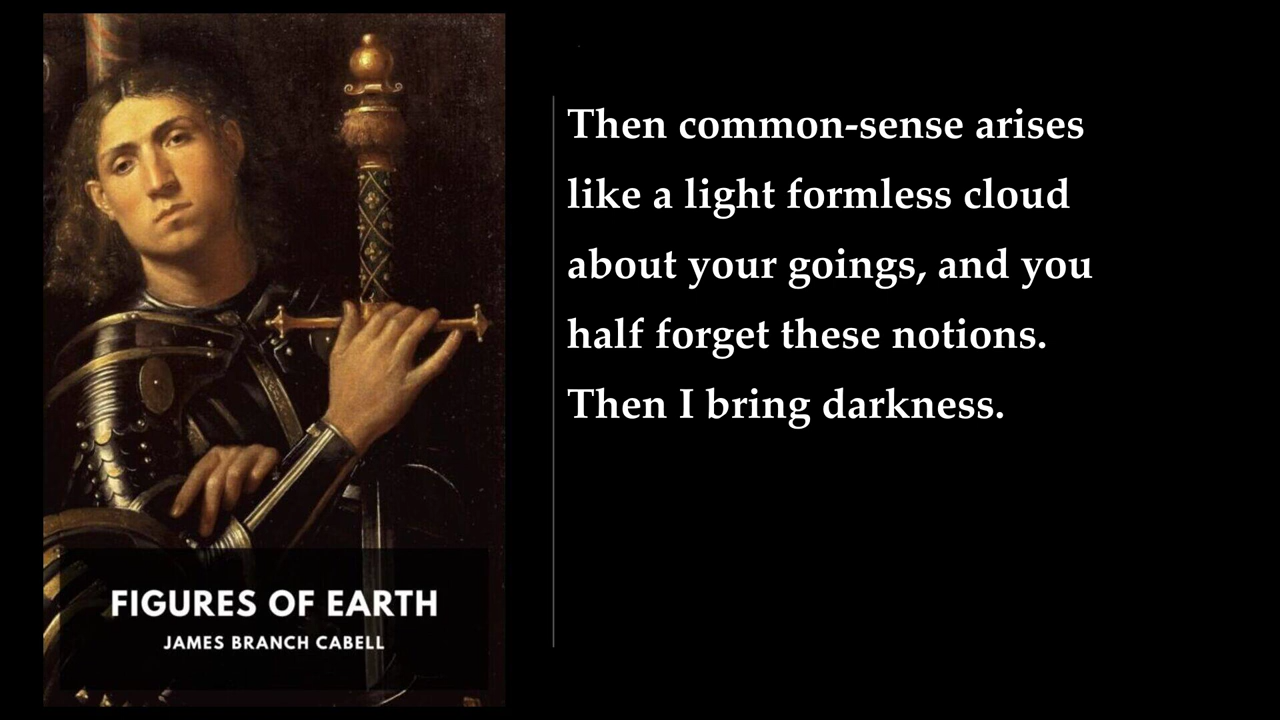 Then common-sense arises
like a light formless cloud
about your goings, and you
half forget these notions.
Then I bring darkness.
FIGURES OF EARTH
JAMES BRANCH CABELL